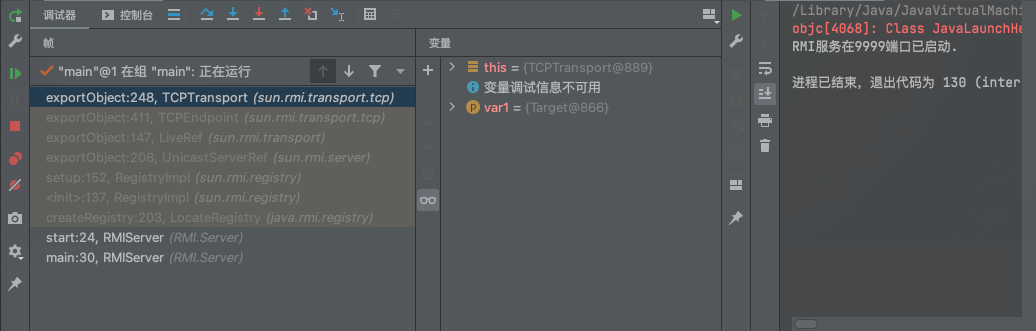 调试器 控制台
帧
"main"@1 在组 "main": 正在运行
exportObject:248, TCPTransport (sun.rmi.transport.tcp)
exportObject:411, TCPEndpoint (sun.rmi.transport.tcp)
exportObject:147, LiveRef (sun.rmi.transport)
exportObject:208, UnicastServerRef (sun.rmi.server)
setup:152, RegistryImpl (sun.rmi.registry)
<init>:137, RegistryImpl (sun.rmi.registry)
createRegistry:203, LocateRegistry (java.rmi.registry)
start:24, RMIServer (RMI.Server)
main:30, RMIServer (RMI.Server)
变量
this = {TCPTransport@889}
变量调试信息不可用
var1 = {Target@866}
/Library/Java/JavaVirtualMachi
objc[4068]: Class JavaLaunchHe
RMI服务在9999端口已启动.
进程已结束，退出代码为 130 (inter